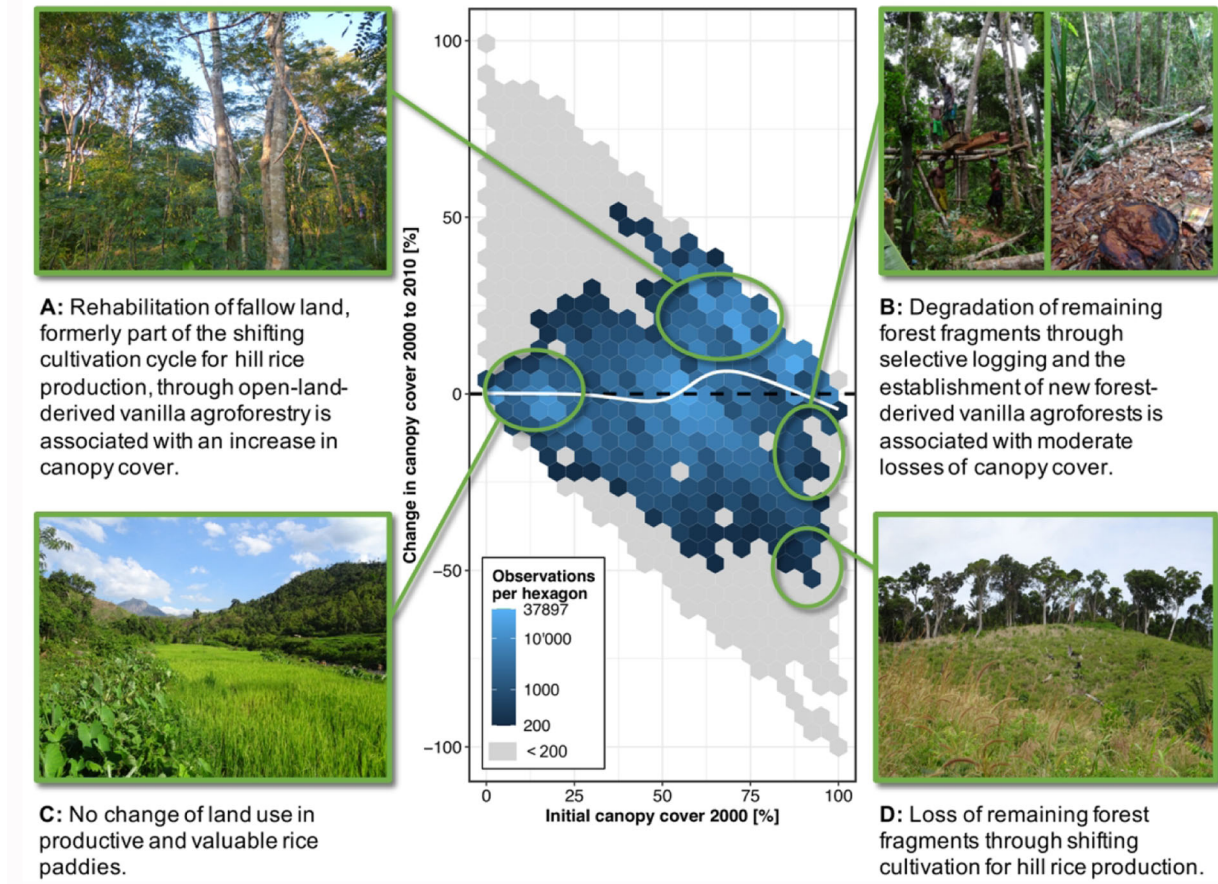 A: Rehabilitation of fallow land,
formerly part of the shifting
cultivation cycle for hill rice
production, through open-land-
derived vanilla agroforestry is
associated with an increase in
canopy cover.
C: No change of land use in
productive and valuable rice
paddies.
Change in canopy cover 2000 to 2010 [%]
100
50
0
−50
−100
Observations
per hexagon
37897
10'000
1000
200
< 200
0 25 50 75 100
Initial canopy cover 2000 [%]
B: Degradation of remaining
forest fragments through
selective logging and the
establishment of new forest-
derived vanilla agroforests is
associated with moderate
losses of canopy cover.
D: Loss of remaining forest
fragments through shifting
cultivation for hill rice production.